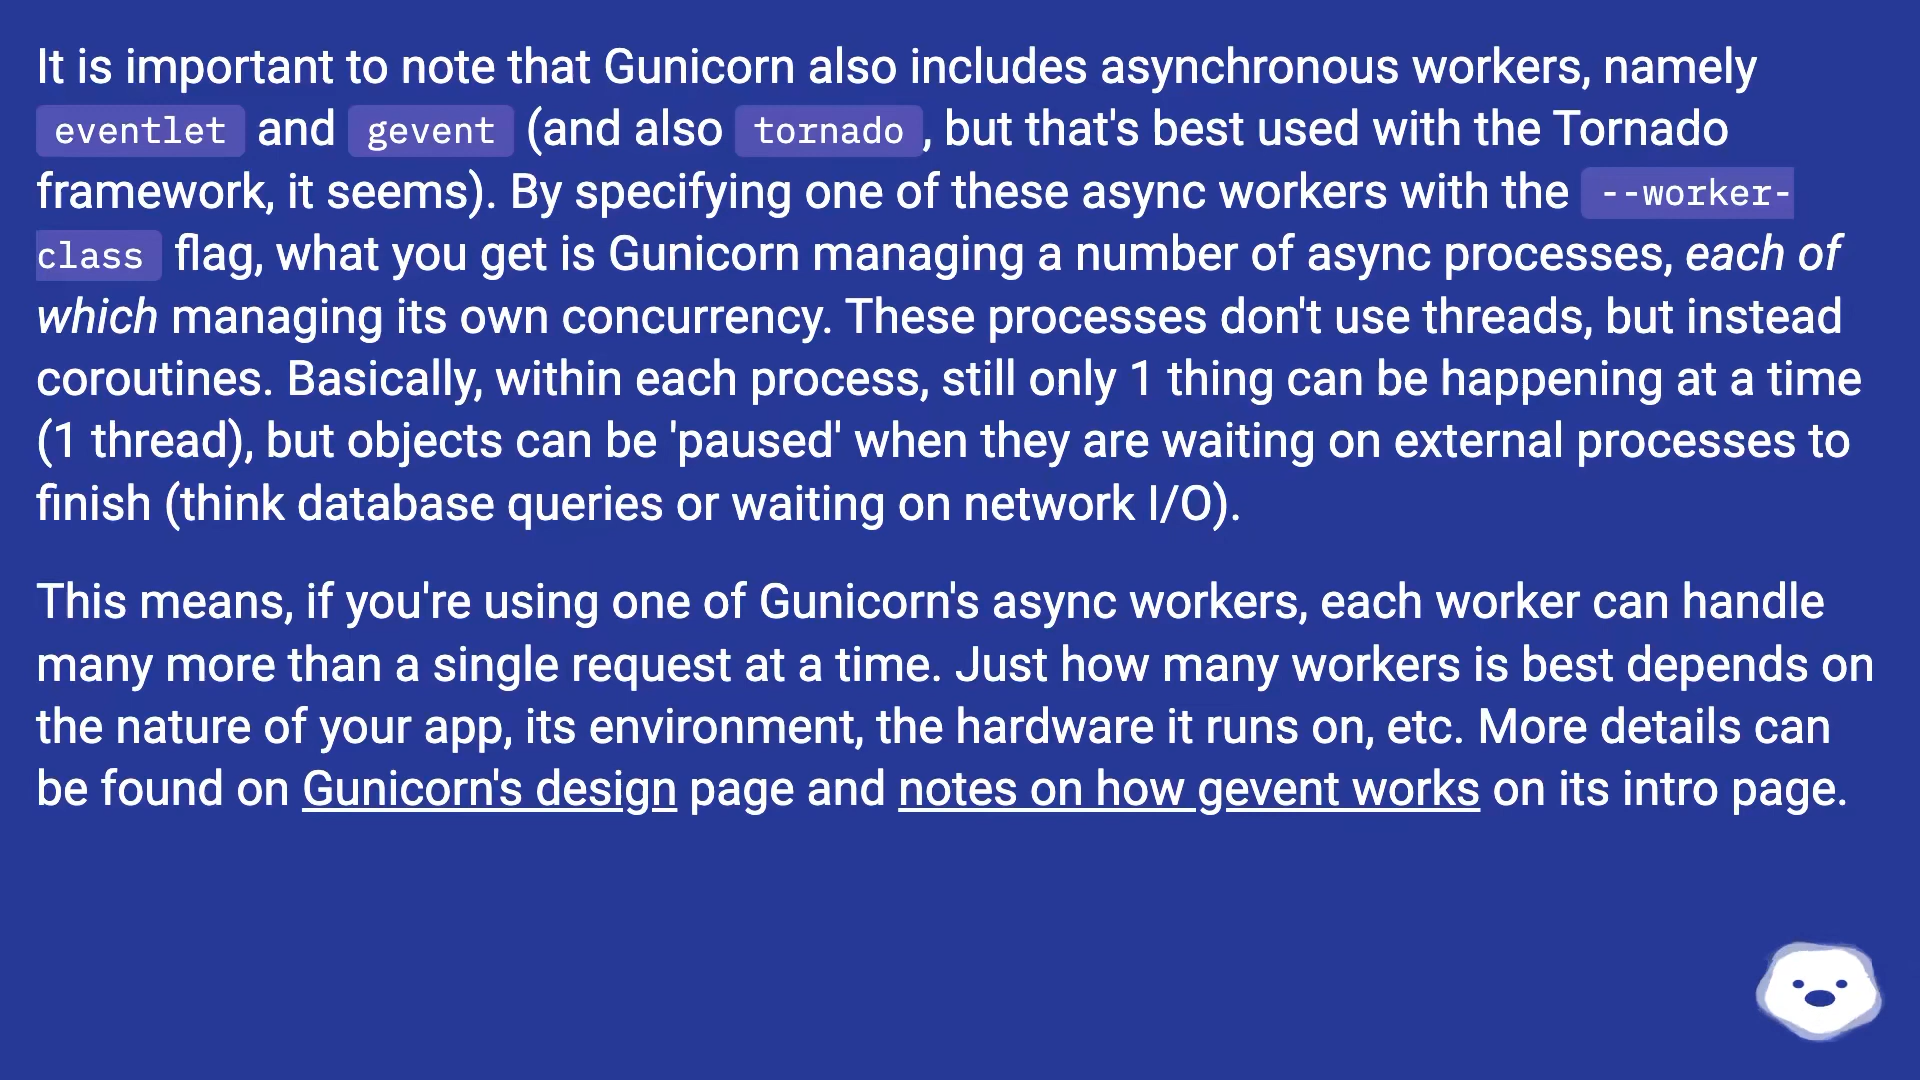 It is important to note that Gunicorn also includes asynchronous workers, namely
eventlet and gevent (and also tornado, but that's best used with the Tornado
framework, it seems). By specifying one of these async workers with the --worker-
class flag, what you get is Gunicorn managing a number of async processes, each of
which managing its own concurrency. These processes don't use threads, but instead
coroutines. Basically, within each process, still only 1 thing can be happening at a time
(1 thread), but objects can be 'paused' when they are waiting on external processes to
finish (think database queries or waiting on network I/O).
This means, if you're using one of Gunicorn's async workers, each worker can handle
many more than a single request at a time. Just how many workers is best depends on
the nature of your app, its environment, the hardware it runs on, etc. More details can
be found on Gunicorn's design page and notes on how gevent works on its intro page.